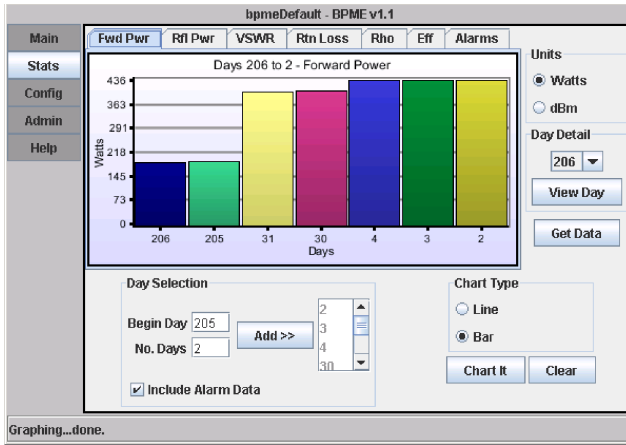 bpmeDefault - BPME v1.1
Main
Stats
Config
Admin
Help
Fwd Pwr Rfl Pwr VSWR Rtn Loss Rho Eff Alarms
Days 206 to 2 - Forward Power
Watts
436
363
291
218
145
73
0
206 205 31 30 4 3 2
Days
Units
Watts
dBm
Day Detail
206
View Day
Get Data
Day Selection
Begin Day 205
No. Days 2
Add >>
2
3
4
30
Include Alarm Data
Chart Type
Line
Bar
Chart It Clear
Graphing...done.